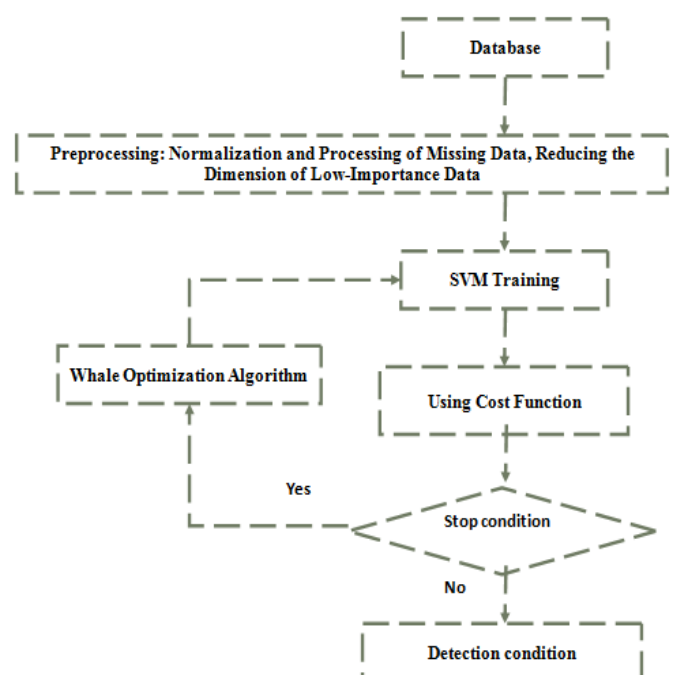 Database
Preprocessing: Normalization and Processing of Missing Data, Reducing the
Dimension of Low-Importance Data
SVM Training
Whale Optimization Algorithm
Using Cost Function
Yes
Stop condition
No
Detection condition